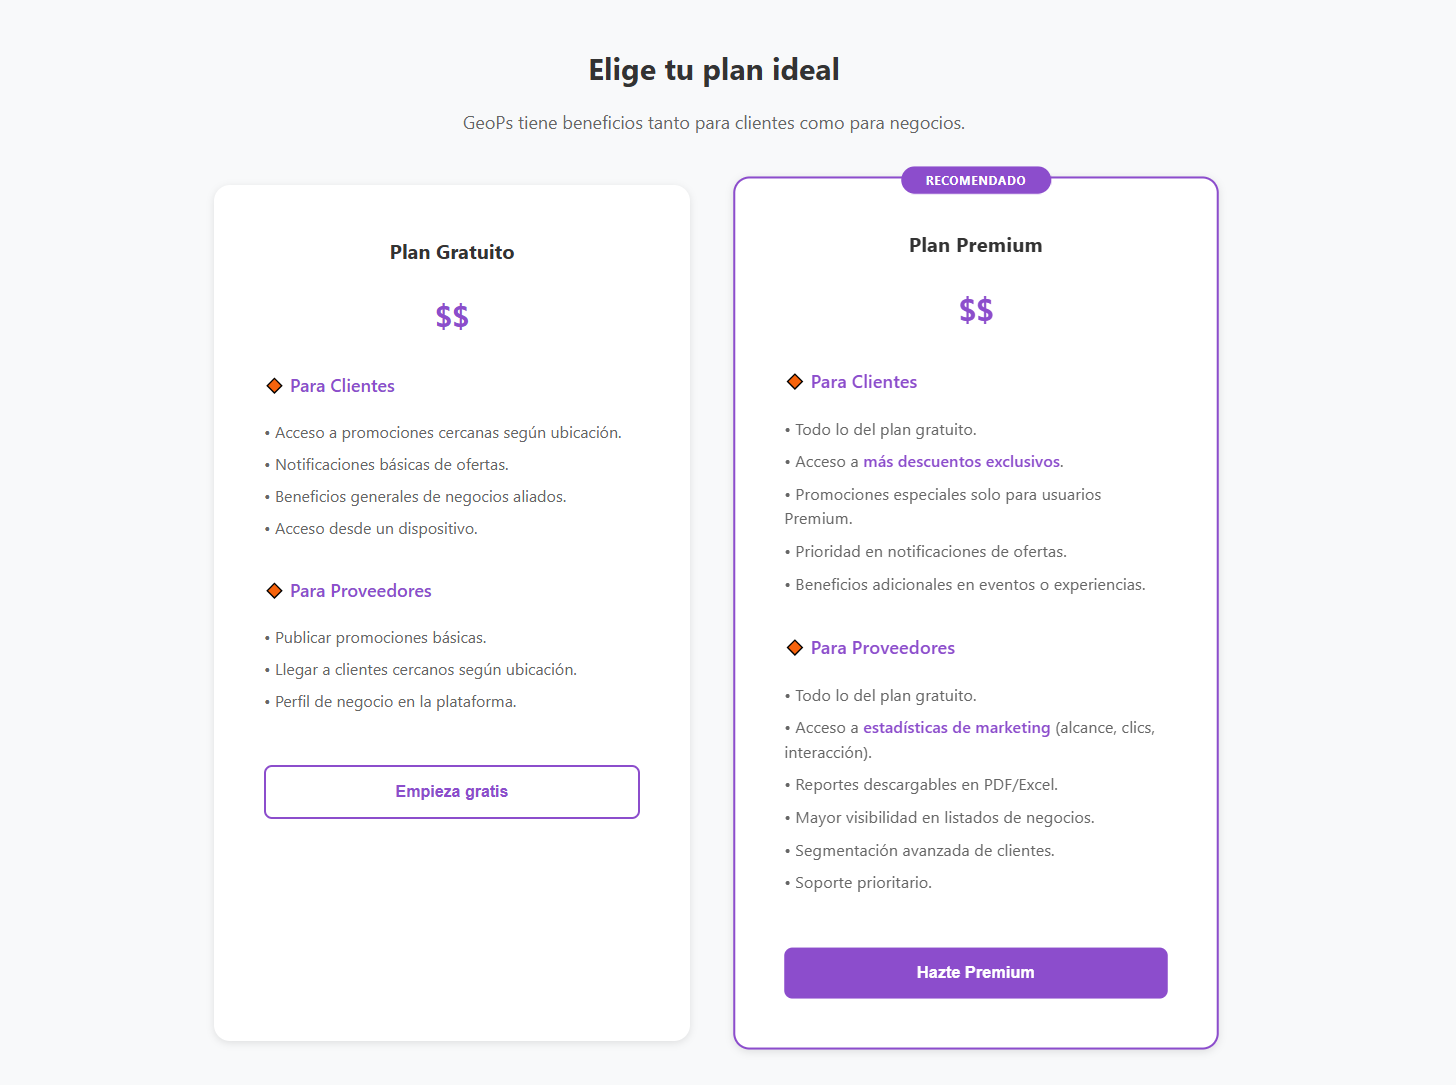 Elige tu plan ideal
GeoPs tiene beneficios tanto para clientes como para negocios.
Plan Gratuito
$$
Para Clientes
• Acceso a promociones cercanas según ubicación.
• Notificaciones básicas de ofertas.
• Beneficios generales de negocios aliados.
• Acceso desde un dispositivo.
Para Proveedores
• Publicar promociones básicas.
• Llegar a clientes cercanos según ubicación.
• Perfil de negocio en la plataforma.
Empieza gratis
RECOMENDADO
Plan Premium
$$
Para Clientes
• Todo lo del plan gratuito.
• Acceso a más descuentos exclusivos.
• Promociones especiales solo para usuarios
Premium.
• Prioridad en notificaciones de ofertas.
• Beneficios adicionales en eventos o experiencias.
Para Proveedores
• Todo lo del plan gratuito.
• Acceso a estadísticas de marketing (alcance, clics,
interacción).
• Reportes descargables en PDF/Excel.
• Mayor visibilidad en listados de negocios.
• Segmentación avanzada de clientes.
• Soporte prioritario.
Hazte Premium